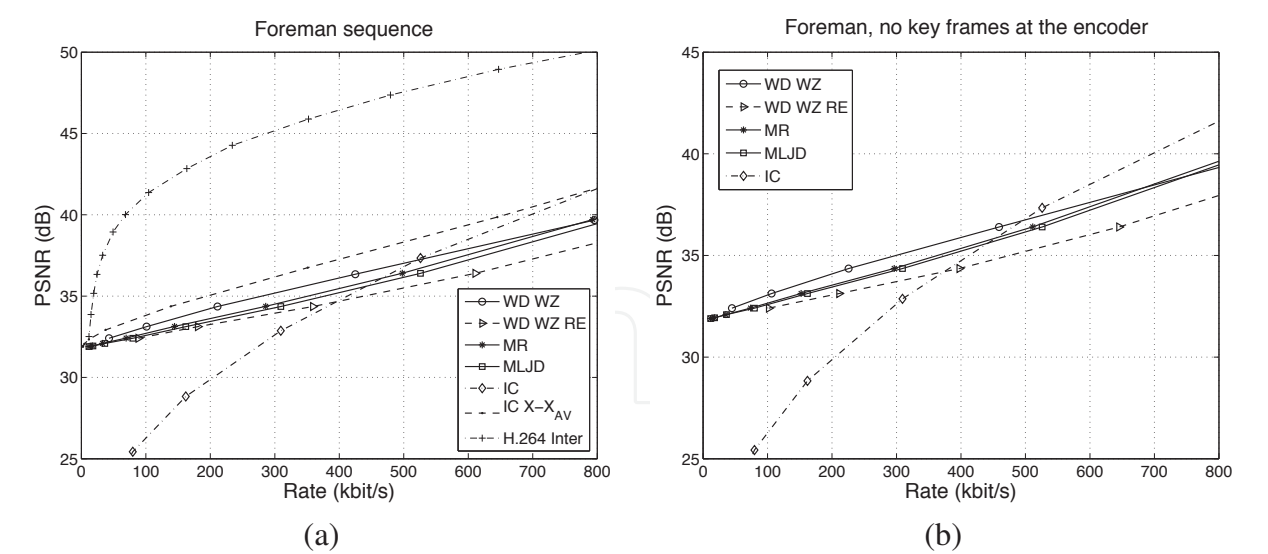 Foreman sequence
50
45
40
35
30
25
0 100 200 300 400 500 600 700 800
PSNR (dB)
Rate (kbit/s)
WD WZ
WD WZ RE
MR
MLJD
IC
IC X−X_AV
H.264 Inter
(a)
Foreman, no key frames at the encoder
45
40
35
30
25
0 100 200 300 400 500 600 700 800
PSNR (dB)
Rate (kbit/s)
WD WZ
WD WZ RE
MR
MLJD
IC
(b)